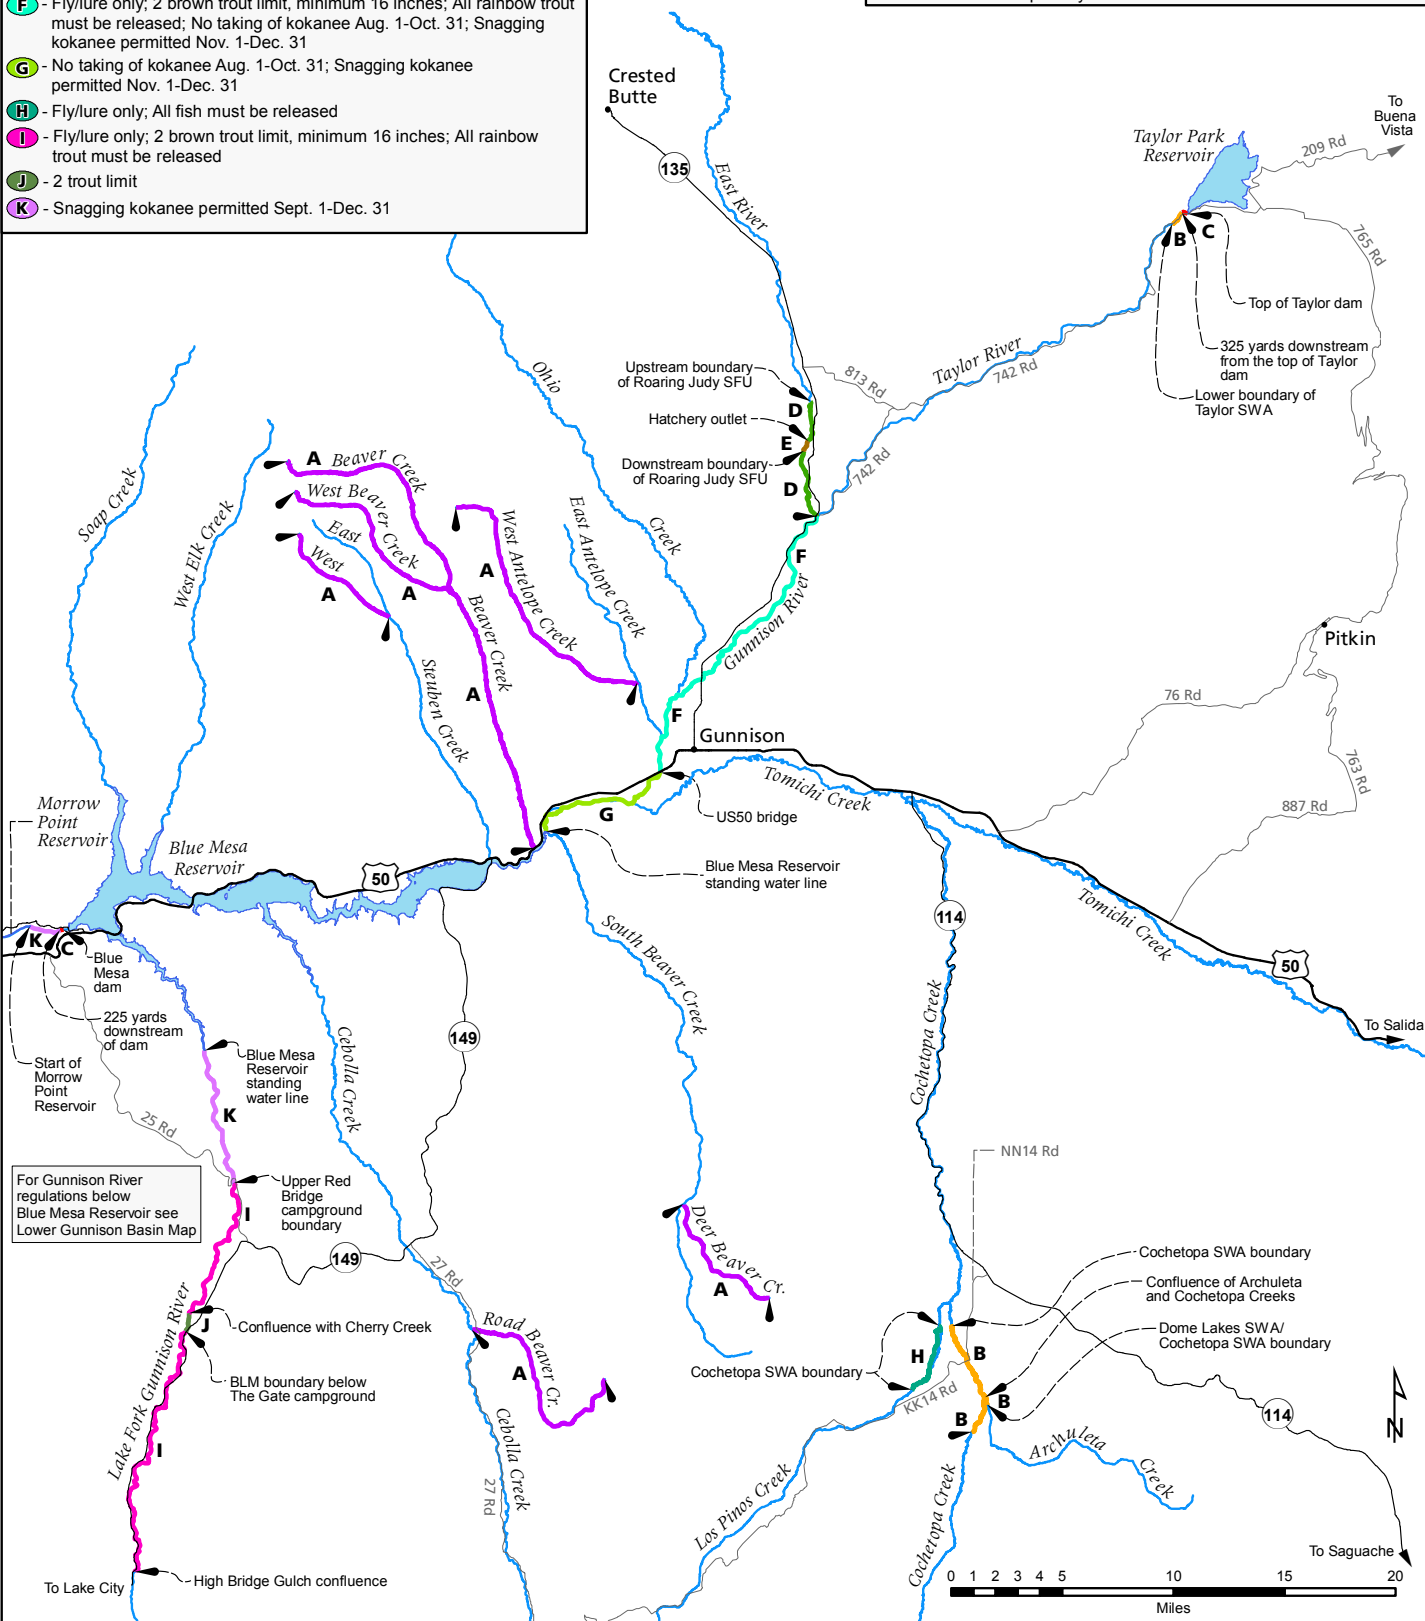 F - Fly/lure only; 2 brown trout limit, minimum 16 inches; All rainbow trout
must be released; No taking of kokanee Aug. 1-Oct. 31; Snagging
kokanee permitted Nov. 1-Dec. 31
G - No taking of kokanee Aug. 1-Oct. 31; Snagging kokanee
permitted Nov. 1-Dec. 31
H - Fly/lure only; All fish must be released
I - Fly/lure only; 2 brown trout limit, minimum 16 inches; All rainbow
trout must be released
J - 2 trout limit
K - Snagging kokanee permitted Sept. 1-Dec. 31
Crested
Butte
135
East River
Taylor Park
Reservoir
To
Buena
Vista
209 Rd
765 Rd
B
C
Top of Taylor dam
325 yards downstream
from the top of Taylor
dam
Lower boundary of
Taylor SWA
Taylor River
742 Rd
813 Rd
742 Rd
Upstream boundary
of Roaring Judy SFU
D
Hatchery outlet
E
Downstream boundary
of Roaring Judy SFU
D
F
Gunnison River
F
Ohio
Creek
Soap Creek
West Elk Creek
A
Beaver Creek
West Beaver
Creek
A
East
West
A
Steuben Creek
Beaver Creek
A
West Antelope Creek
A
East Antelope Creek
Pitkin
76 Rd
763 Rd
887 Rd
Gunnison
Tomichi Creek
US50 bridge
G
Blue Mesa Reservoir
standing water line
Morrow
Point
Reservoir
Blue Mesa
Reservoir
50
114
Tomichi Creek
50
To Salida
K
C
Blue
Mesa
dam
225 yards
downstream
of dam
Start of
Morrow
Point
Reservoir
25 Rd
Blue Mesa
Reservoir
standing
water line
K
Cebolla Creek
149
South Beaver Creek
Cochetopa Creek
NN14 Rd
For Gunnison River
regulations below
Blue Mesa Reservoir see
Lower Gunnison Basin Map
Upper Red
Bridge
campground
boundary
I
149
27 Rd
Deer Beaver Cr.
A
Cochetopa SWA boundary
Confluence of Archuleta
and Cochetopa Creeks
Dome Lakes SWA/
Cochetopa SWA boundary
Lake Fork Gunnison River
J
Confluence with Cherry Creek
BLM boundary below
The Gate campground
I
Road Beaver Cr.
A
Cebolla Creek
27 Rd
Cochetopa SWA boundary
H
KK14 Rd
B
B
B
Archuleta
Creek
114
N
Los Pinos Creek
Cochetopa Creek
To Saguache
To Lake City
High Bridge Gulch confluence
0 1 2 3 4 5 10 15 20
Miles